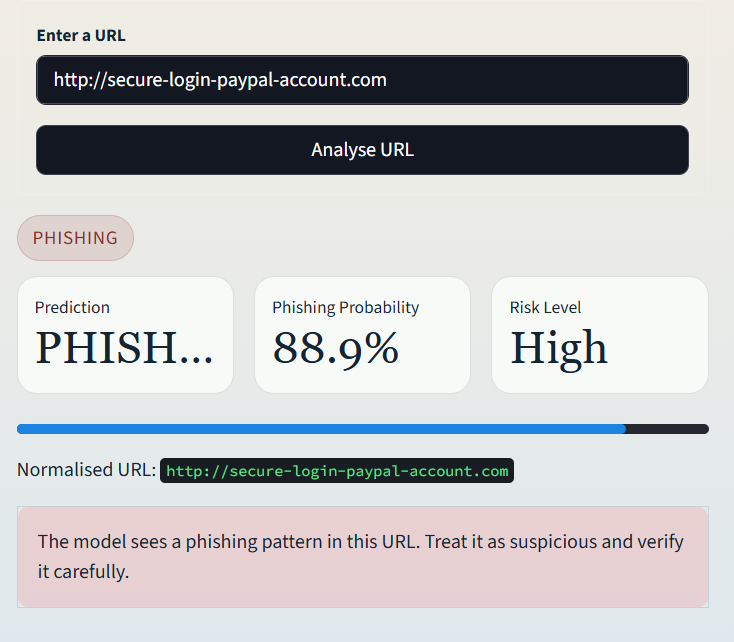 Enter a URL
http://secure-login-paypal-account.com
Analyse URL
PHISHING
Prediction
PHISH...
Phishing Probability
88.9%
Risk Level
High
Normalised URL: http://secure-login-paypal-account.com
The model sees a phishing pattern in this URL. Treat it as suspicious and verify
it carefully.